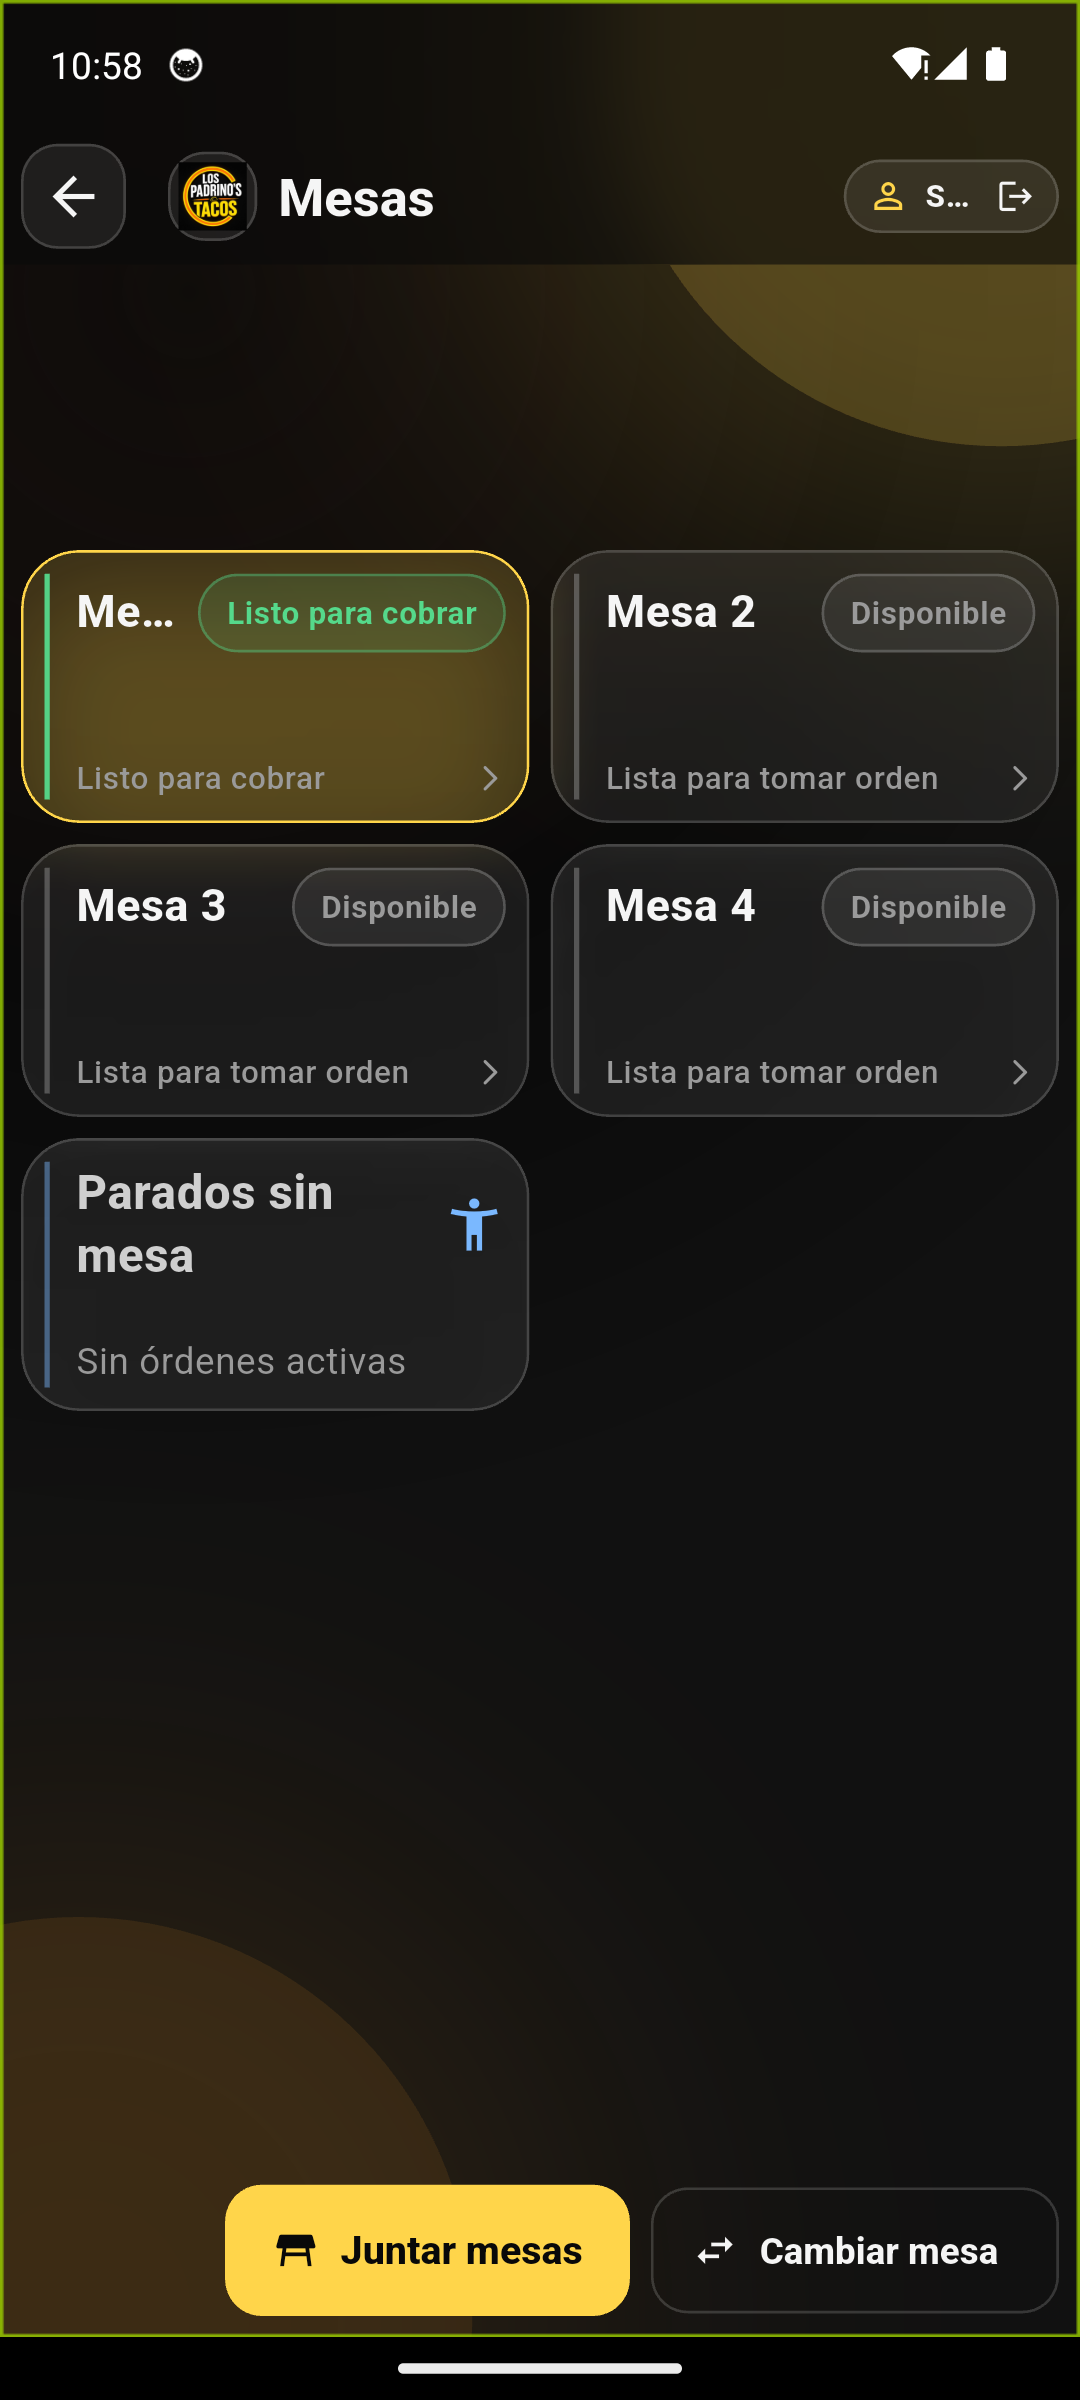 10:58
LOS
PADRINO'S
TACOS
Mesas
S...
Me...
Listo para cobrar
Listo para cobrar
Mesa 2
Disponible
Lista para tomar orden
Mesa 3
Disponible
Lista para tomar orden
Mesa 4
Disponible
Lista para tomar orden
Parados sin
mesa
Sin órdenes activas
Juntar mesas
Cambiar mesa